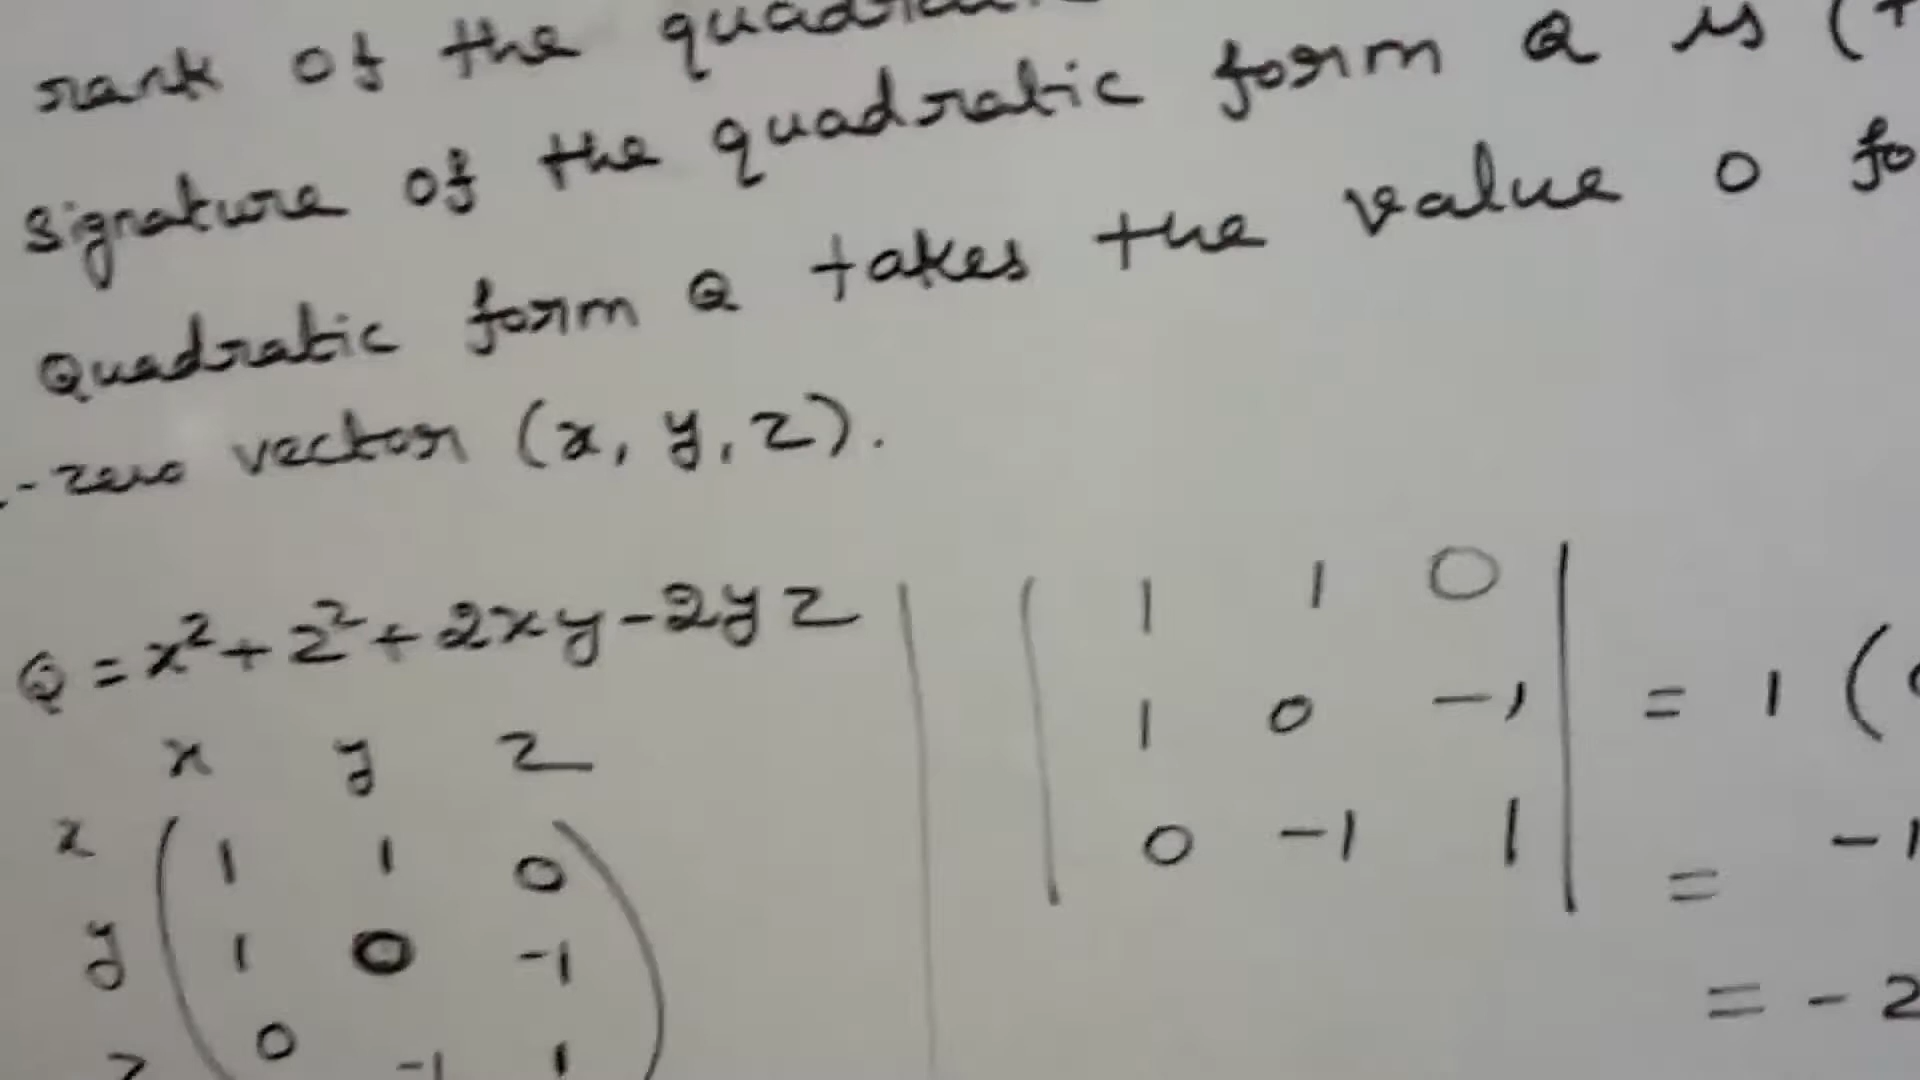 rank of the
signature of the quadratic form Q is (+
Quadratic form Q takes the value 0 fo
-zero vector (x, y, z).
Q = x² + z² + 2xy - 2yz
x y z
x ( 1 1 0 )
y ( 1 0 -1 )
z ( 0 -1 1 )
| 1 1 0 |
| 1 0 -1 | = 1 (
| 0 -1 1 |
= -1
= -2